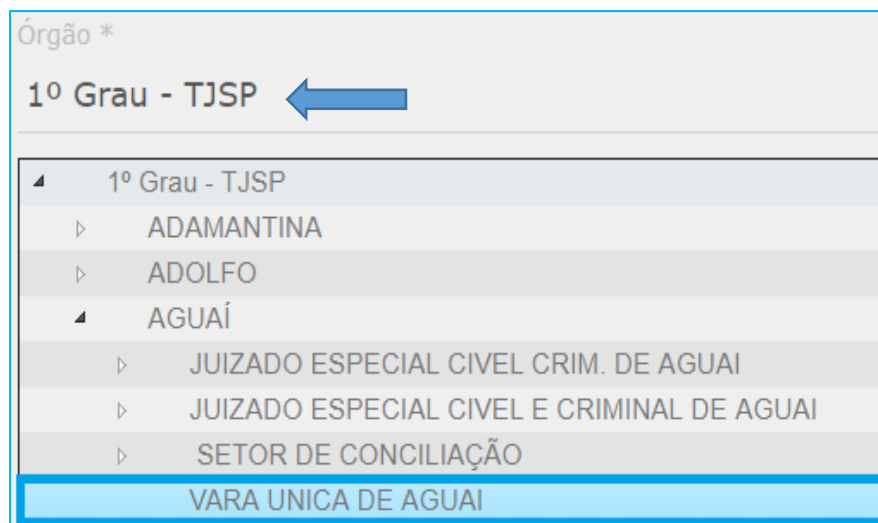 Órgão *
1º Grau - TJSP
1º Grau - TJSP
ADAMANTINA
ADOLFO
AGUAÍ
JUIZADO ESPECIAL CIVEL CRIM. DE AGUAI
JUIZADO ESPECIAL CIVEL E CRIMINAL DE AGUAI
SETOR DE CONCILIAÇÃO
VARA UNICA DE AGUAI